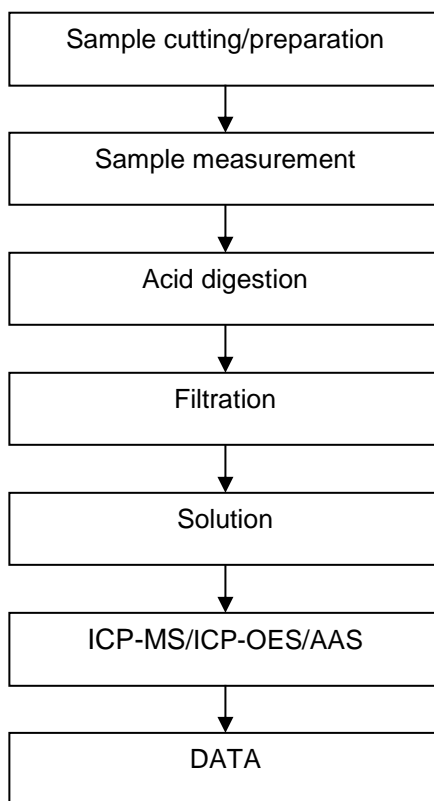 Sample cutting/preparation
Sample measurement
Acid digestion
Filtration
Solution
ICP-MS/ICP-OES/AAS
DATA